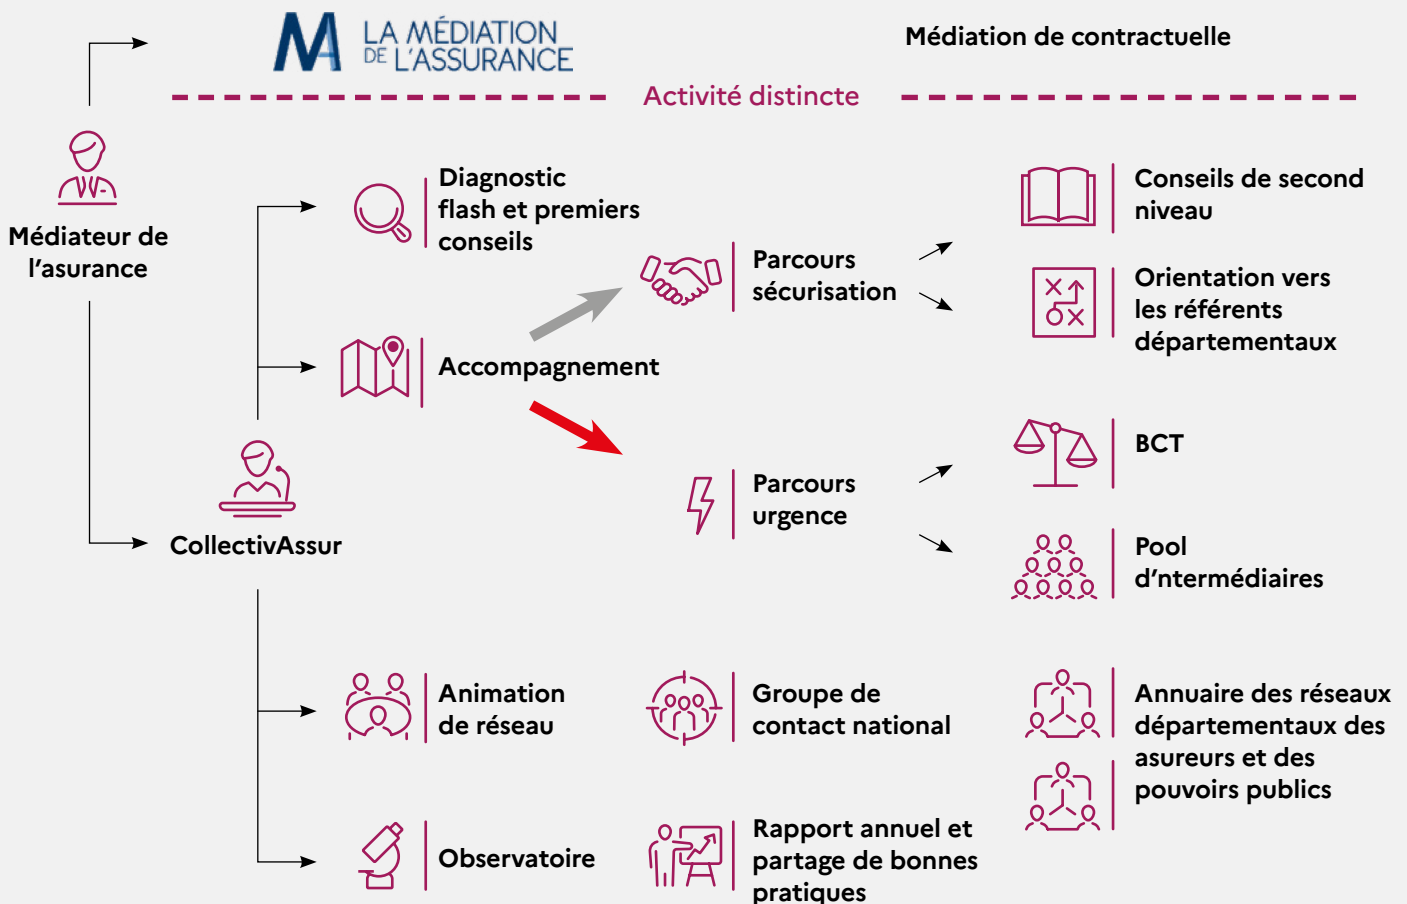 LA MÉDIATION
DE L'ASSURANCE
Médiation de contractuelle
Activité distincte
Médiateur de
l'asurance
Diagnostic
flash et premiers
conseils
Accompagnement
Parcours
sécurisation
Conseils de second
niveau
Orientation vers
les référents
départementaux
CollectivAssur
Parcours
urgence
BCT
Pool
d'ntermédiaires
Animation
de réseau
Groupe de
contact national
Annuaire des réseaux
départementaux des
asureurs et des
pouvoirs publics
Observatoire
Rapport annuel et
partage de bonnes
pratiques